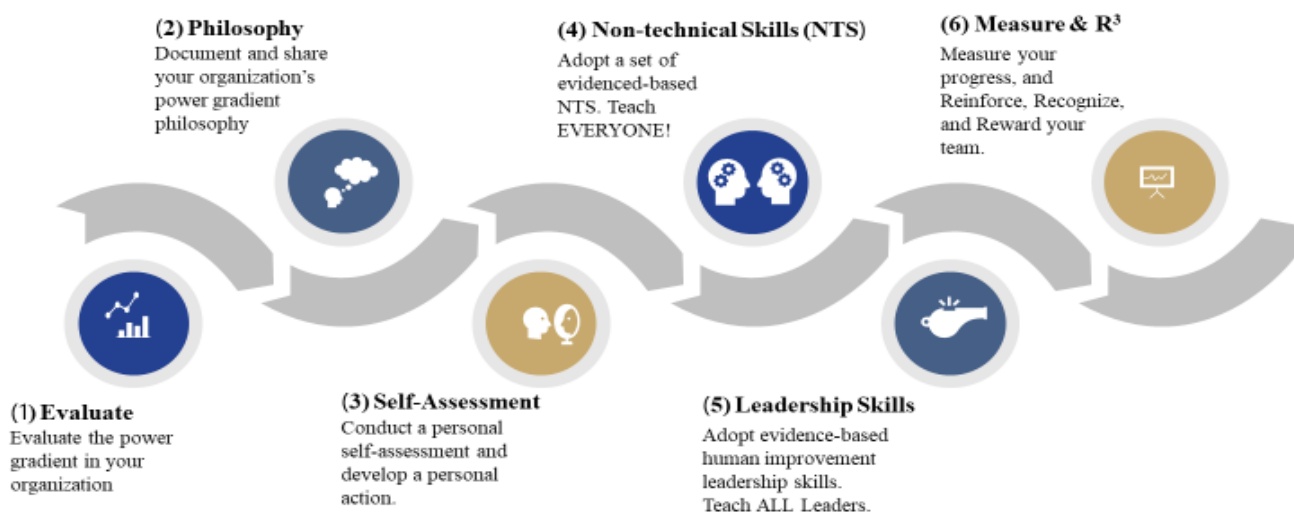 (1) Evaluate
Evaluate the power
gradient in your
organization
(2) Philosophy
Document and share
your organization's
power gradient
philosophy
(3) Self-Assessment
Conduct a personal
self-assessment and
develop a personal
action.
(4) Non-technical Skills (NTS)
Adopt a set of
evidenced-based
NTS. Teach
EVERYONE!
(5) Leadership Skills
Adopt evidence-based
human improvement
leadership skills.
Teach ALL Leaders.
(6) Measure & R³
Measure your
progress, and
Reinforce, Recognize,
and Reward your
team.